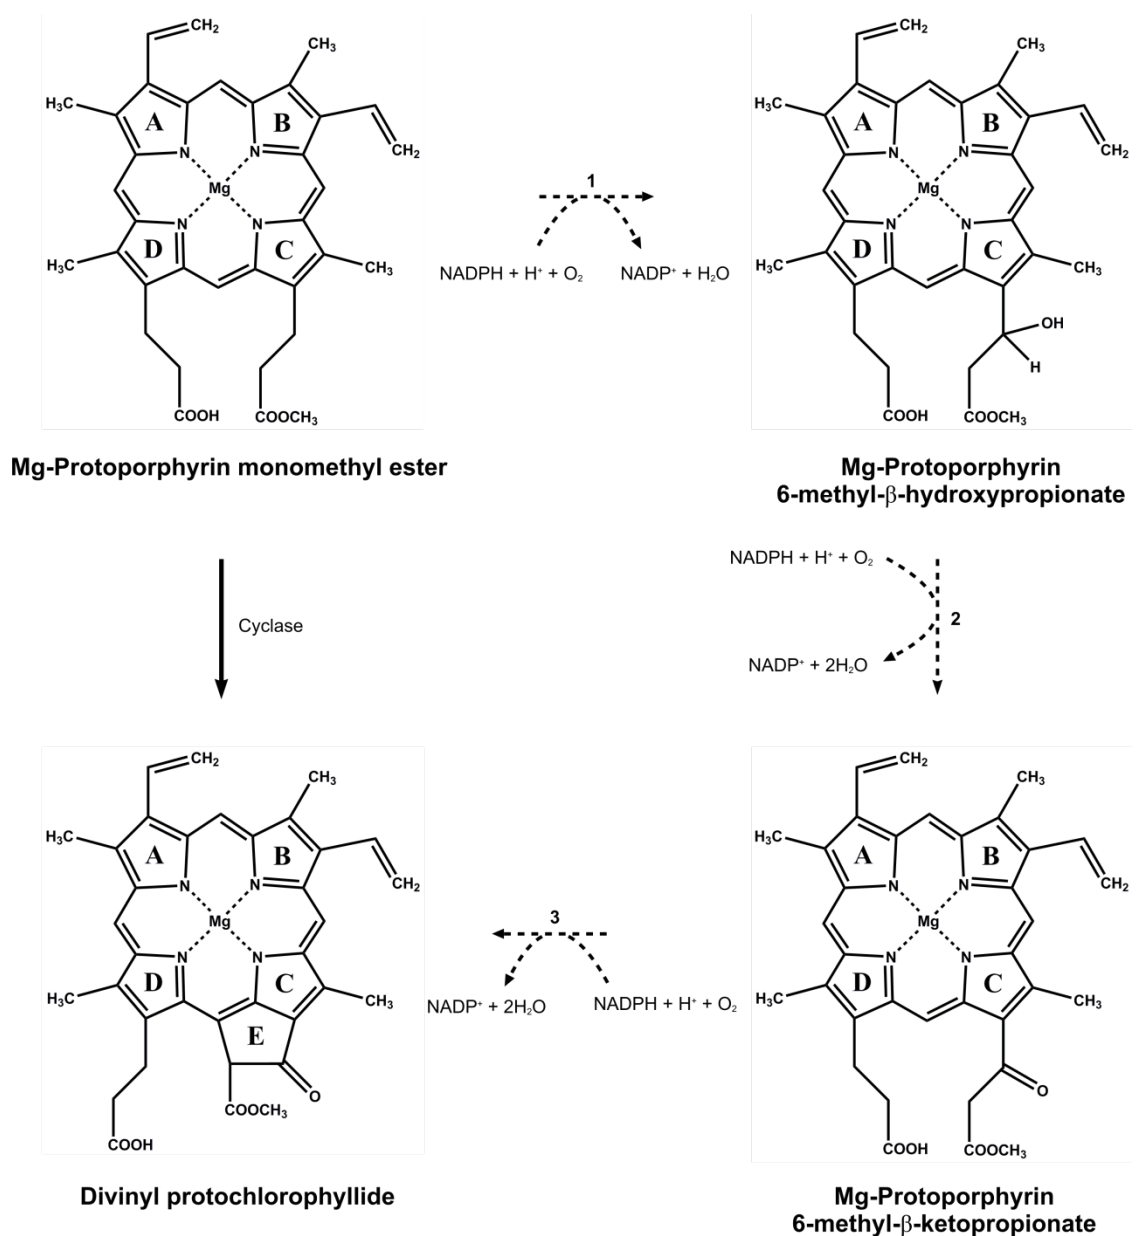 CH₂
CH₃
H₃C
A
B
N
N
CH₂
Mg
N
N
D
C
H₃C
CH₃
COOH
COOCH₃
Mg-Protoporphyrin monomethyl ester
1
NADPH + H⁺ + O₂
NADP⁺ + H₂O
CH₂
CH₃
H₃C
A
B
N
N
CH₂
Mg
N
N
D
C
H₃C
CH₃
OH
H
COOH
COOCH₃
Mg-Protoporphyrin
6-methyl-β-hydroxypropionate
Cyclase
NADPH + H⁺ + O₂
2
NADP⁺ + 2H₂O
CH₂
CH₃
H₃C
A
B
N
N
CH₂
Mg
N
N
D
C
H₃C
CH₃
E
O
COOCH₃
COOH
Divinyl protochlorophyllide
3
NADP⁺ + 2H₂O
NADPH + H⁺ + O₂
CH₂
CH₃
H₃C
A
B
N
N
CH₂
Mg
N
N
D
C
H₃C
CH₃
O
COOH
COOCH₃
Mg-Protoporphyrin
6-methyl-β-ketopropionate